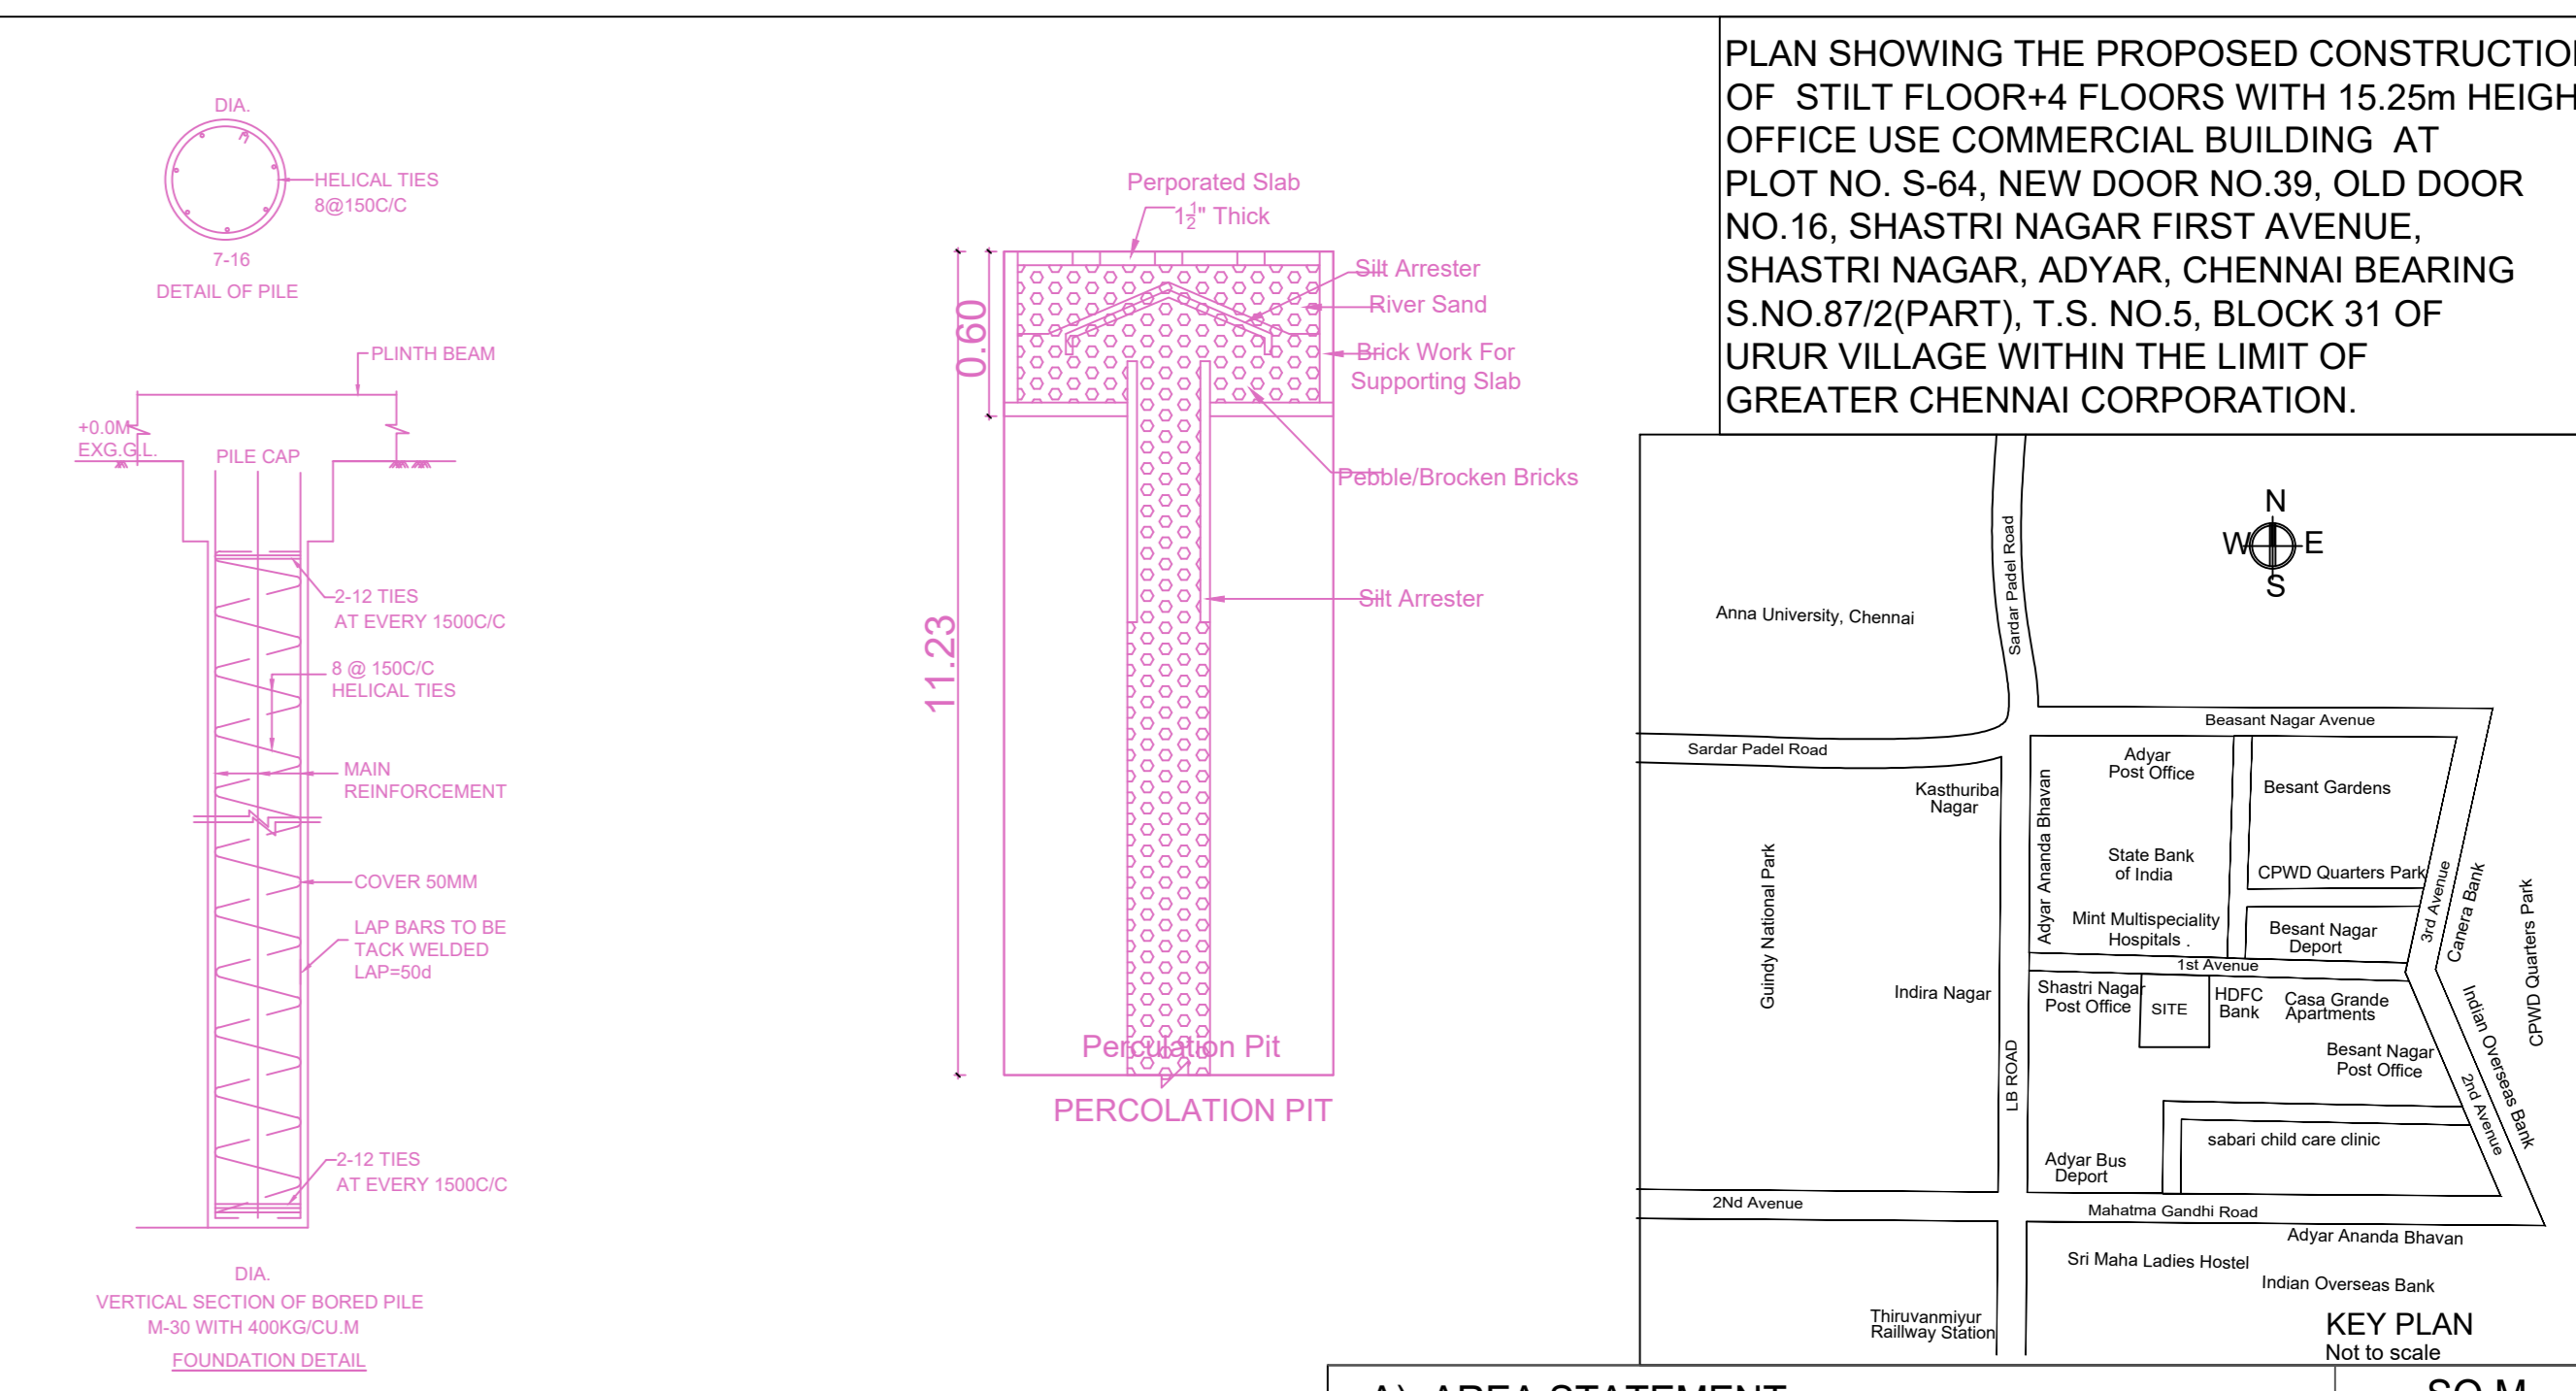 DIA.
HELICAL TIES
8@150C/C
7-16
DETAIL OF PILE
PLINTH BEAM
+0.0M
EXG.G.L.
PILE CAP
2-12 TIES
AT EVERY 1500C/C
8 @ 150C/C
HELICAL TIES
MAIN
REINFORCEMENT
COVER 50MM
LAP BARS TO BE
TACK WELDED
LAP=50d
2-12 TIES
AT EVERY 1500C/C
DIA.
VERTICAL SECTION OF BORED PILE
M-30 WITH 400KG/CU.M
FOUNDATION DETAIL
Perporated Slab
1½" Thick
Silt Arrester
River Sand
Brick Work For
Supporting Slab
Pebble/Brocken Bricks
Silt Arrester
0.60
11.23
Perculation Pit
PERCOLATION PIT
PLAN SHOWING THE PROPOSED CONSTRUCTION
OF STILT FLOOR+4 FLOORS WITH 15.25m HEIGH
OFFICE USE COMMERCIAL BUILDING AT
PLOT NO. S-64, NEW DOOR NO.39, OLD DOOR
NO.16, SHASTRI NAGAR FIRST AVENUE,
SHASTRI NAGAR, ADYAR, CHENNAI BEARING
S.NO.87/2(PART), T.S. NO.5, BLOCK 31 OF
URUR VILLAGE WITHIN THE LIMIT OF
GREATER CHENNAI CORPORATION.
N
W
E
S
Anna University, Chennai
Sardar Padel Road
Beasant Nagar Avenue
Sardar Padel Road
Kasthuriba
Nagar
Adyar Ananda Bhavan
Adyar
Post Office
Besant Gardens
State Bank
of India
CPWD Quarters Park
Mint Multispeciality
Hospitals .
Besant Nagar
Deport
3rd Avenue
Canera Bank
CPWD Quarters Park
Guindy National Park
1st Avenue
Indira Nagar
Shastri Nagar
Post Office
SITE
HDFC
Bank
Casa Grande
Apartments
Besant Nagar
Post Office
Indian Overseas Bank
2nd Avenue
LB ROAD
sabari child care clinic
Adyar Bus
Deport
2Nd Avenue
Mahatma Gandhi Road
Adyar Ananda Bhavan
Sri Maha Ladies Hostel
Indian Overseas Bank
Thiruvanmiyur
Raillway Station
KEY PLAN
Not to scale
A) AREA STATEMENT
SQ.M